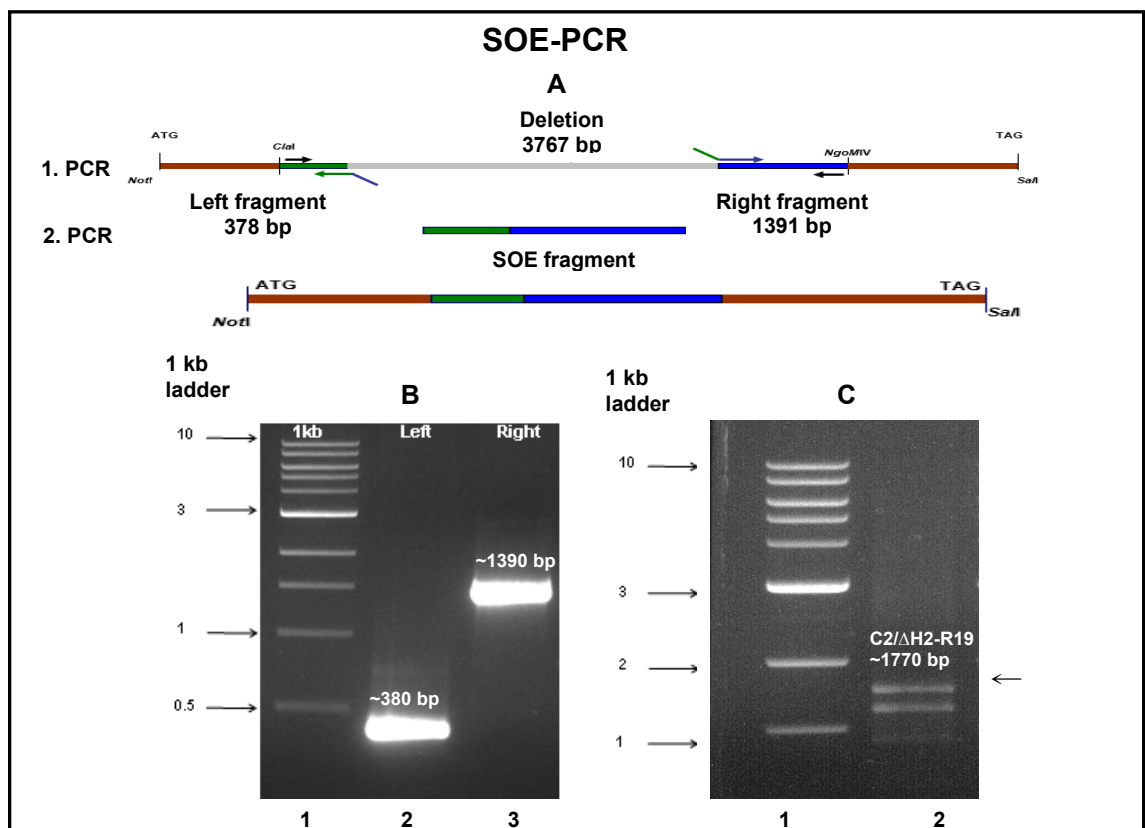 SOE-PCR
A
Deletion
3767 bp
ATG
TAG
ClaI
NgoMIV
1. PCR
NotI
SalI
Left fragment
378 bp
Right fragment
1391 bp
2. PCR
SOE fragment
ATG
TAG
NotI
SalI
1 kb
ladder
B
1kb
Left
Right
10
3
~1390 bp
1
0.5
~380 bp
1
2
3
1 kb
ladder
C
10
3
C2/ΔH2-R19
~1770 bp
2
1
1
2